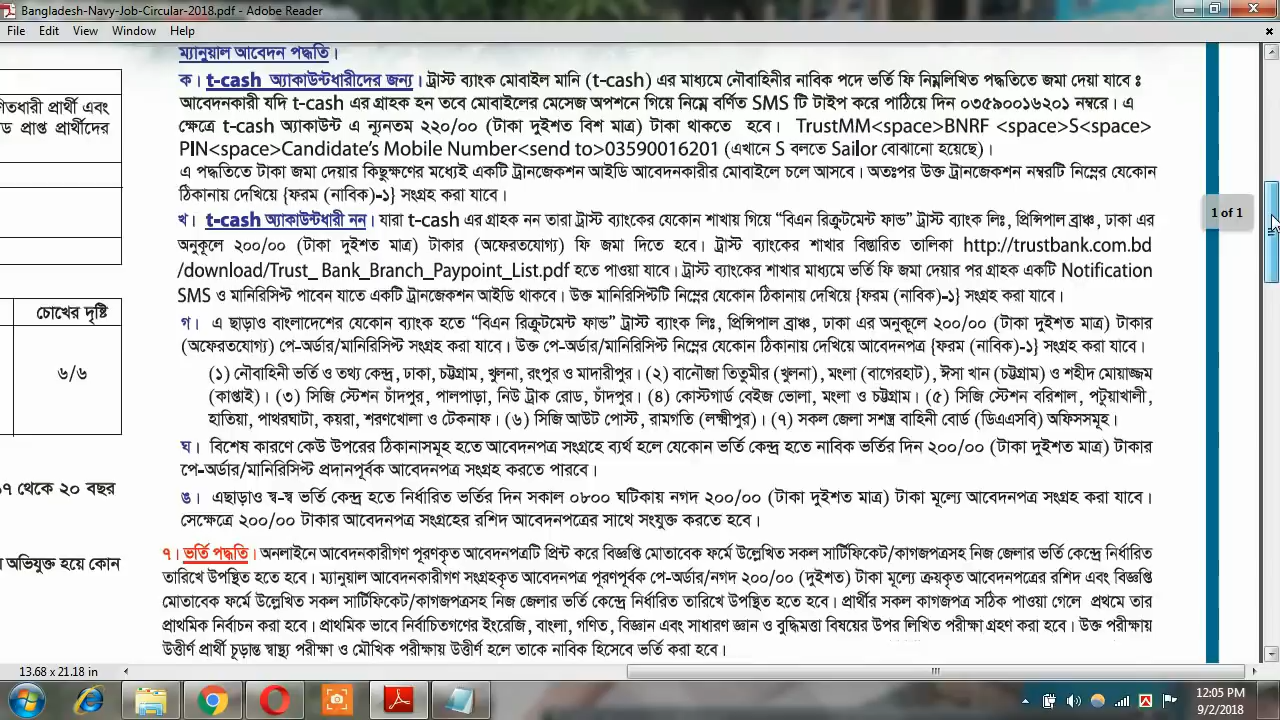 Bangladesh-Navy-Job-Circular-2018.pdf - Adobe Reader
File Edit View Window Help
ম্যানুয়াল আবেদন পদ্ধতি।
ক। t-cash অ্যাকাউন্টধারীদের জন্য। ট্রাস্ট ব্যাংক মোবাইল মানি (t-cash) এর মাধ্যমে নৌবাহিনীর নাবিক পদে ভর্তি ফি নিম্নলিখিত পদ্ধতিতে জমা দেয়া যাবে ঃ
আবেদনকারী যদি t-cash এর গ্রাহক হন তবে মোবাইলের মেসেজ অপশনে গিয়ে নিম্নে বর্ণিত SMS টি টাইপ করে পাঠিয়ে দিন ০৩৫৯০০১৬২০১ নম্বরে। এ
ক্ষেত্রে t-cash অ্যাকাউন্ট এ ন্যূনতম ২২০/০০ (টাকা দুইশত বিশ মাত্র) টাকা থাকতে হবে। TrustMM<space>BNRF <space>S<space>
PIN<space>Candidate's Mobile Number<send to>03590016201 (এখানে S বলতে Sailor বোঝানো হয়েছে)।
এ পদ্ধতিতে টাকা জমা দেয়ার কিছুক্ষণের মধ্যেই একটি ট্রানজেকশন আইডি আবেদনকারীর মোবাইলে চলে আসবে। অতঃপর উক্ত ট্রানজেকশন নম্বরটি নিম্নের যেকোন
ঠিকানায় দেখিয়ে {ফরম (নাবিক)-১} সংগ্রহ করা যাবে।
খ। t-cash অ্যাকাউন্টধারী নন। যারা t-cash এর গ্রাহক নন তারা ট্রাস্ট ব্যাংকের যেকোন শাখায় গিয়ে “বিএন রিক্রুটমেন্ট ফান্ড” ট্রাস্ট ব্যাংক লিঃ, প্রিন্সিপাল ব্রাঞ্চ, ঢাকা এর
অনুকূলে ২০০/০০ (টাকা দুইশত মাত্র) টাকার (অফেরতযোগ্য) ফি জমা দিতে হবে। ট্রাস্ট ব্যাংকের শাখার বিস্তারিত তালিকা http://trustbank.com.bd
/download/Trust_ Bank_Branch_Paypoint_List.pdf হতে পাওয়া যাবে। ট্রাস্ট ব্যাংকের শাখার মাধ্যমে ভর্তি ফি জমা দেয়ার পর গ্রাহক একটি Notification
SMS ও মানিরিসিপ্ট পাবেন যাতে একটি ট্রানজেকশন আইডি থাকবে। উক্ত মানিরিসিপ্টটি নিম্নের যেকোন ঠিকানায় দেখিয়ে {ফরম (নাবিক)-১} সংগ্রহ করা যাবে।
গ। এ ছাড়াও বাংলাদেশের যেকোন ব্যাংক হতে “বিএন রিক্রুটমেন্ট ফান্ড” ট্রাস্ট ব্যাংক লিঃ, প্রিন্সিপাল ব্রাঞ্চ, ঢাকা এর অনুকূলে ২০০/০০ (টাকা দুইশত মাত্র) টাকার
(অফেরতযোগ্য) পে-অর্ডার/মানিরিসিপ্ট সংগ্রহ করা যাবে। উক্ত পে-অর্ডার/মানিরিসিপ্ট নিম্নের যেকোন ঠিকানায় দেখিয়ে আবেদনপত্র {ফরম (নাবিক)-১} সংগ্রহ করা যাবে।
(১) নৌবাহিনী ভর্তি ও তথ্য কেন্দ্র, ঢাকা, চট্টগ্রাম, খুলনা, রংপুর ও মাদারীপুর। (২) বানৌজা তিতুমীর (খুলনা), মংলা (বাগেরহাট), ঈসা খান (চট্টগ্রাম) ও শহীদ মোয়াজ্জম
(কাপ্তাই)। (৩) সিজি স্টেশন চাঁদপুর, পালপাড়া, নিউ ট্রাক রোড, চাঁদপুর। (৪) কোস্টগার্ড বেইজ ভোলা, মংলা ও চট্টগ্রাম। (৫) সিজি স্টেশন বরিশাল, পটুয়াখালী,
হাতিয়া, পাথরঘাটা, কয়রা, শরণখোলা ও টেকনাফ। (৬) সিজি আউট পোস্ট, রামগতি (লক্ষ্মীপুর)। (৭) সকল জেলা সশস্ত্র বাহিনী বোর্ড (ডিএএসবি) অফিসসমূহ।
ঘ। বিশেষ কারণে কেউ উপরের ঠিকানাসমূহ হতে আবেদনপত্র সংগ্রহে ব্যর্থ হলে যেকোন ভর্তি কেন্দ্র হতে নাবিক ভর্তির দিন ২০০/০০ (টাকা দুইশত মাত্র) টাকার
পে-অর্ডার/মানিরিসিপ্ট প্রদানপূর্বক আবেদনপত্র সংগ্রহ করতে পারবে।
ঙ। এছাড়াও স্ব-স্ব ভর্তি কেন্দ্র হতে নির্ধারিত ভর্তির দিন সকাল ০৮০০ ঘটিকায় নগদ ২০০/০০ (টাকা দুইশত মাত্র) টাকা মূল্যে আবেদনপত্র সংগ্রহ করা যাবে।
সেক্ষেত্রে ২০০/০০ টাকার আবেদনপত্র সংগ্রহের রশিদ আবেদনপত্রের সাথে সংযুক্ত করতে হবে।
৭। ভর্তি পদ্ধতি। অনলাইনে আবেদনকারীগণ পূরণকৃত আবেদনপত্রটি প্রিন্ট করে বিজ্ঞপ্তি মোতাবেক ফর্মে উল্লেখিত সকল সার্টিফিকেট/কাগজপত্রসহ নিজ জেলার ভর্তি কেন্দ্রে নির্ধারিত
তারিখে উপস্থিত হতে হবে। ম্যানুয়াল আবেদনকারীগণ সংগ্রহকৃত আবেদনপত্র পূরণপূর্বক পে-অর্ডার/নগদ ২০০/০০ (দুইশত) টাকা মূল্যে ক্রয়কৃত আবেদনপত্রের রশিদ এবং বিজ্ঞপ্তি
মোতাবেক ফর্মে উল্লেখিত সকল সার্টিফিকেট/কাগজপত্রসহ নিজ জেলার ভর্তি কেন্দ্রে নির্ধারিত তারিখে উপস্থিত হতে হবে। প্রার্থীর সকল কাগজপত্র সঠিক পাওয়া গেলে প্রথমে তার
প্রাথমিক নির্বাচন করা হবে। প্রাথমিক ভাবে নির্বাচিতগণের ইংরেজি, বাংলা, গণিত, বিজ্ঞান এবং সাধারণ জ্ঞান ও বুদ্ধিমত্তা বিষয়ের উপর লিখিত পরীক্ষা গ্রহণ করা হবে। উক্ত পরীক্ষায়
উত্তীর্ণ প্রার্থী চূড়ান্ত স্বাস্থ্য পরীক্ষা ও মৌখিক পরীক্ষায় উত্তীর্ণ হলে তাকে নাবিক হিসেবে ভর্তি করা হবে।
প্রার্থী এবং
প্রাপ্ত প্রার্থীদের
চোখের দৃষ্টি
৬/৬
থেকে ২০ বছর
অভিযুক্ত হয়ে কোন
1 of 1
13.68 x 21.18 in
12:05 PM
9/2/2018